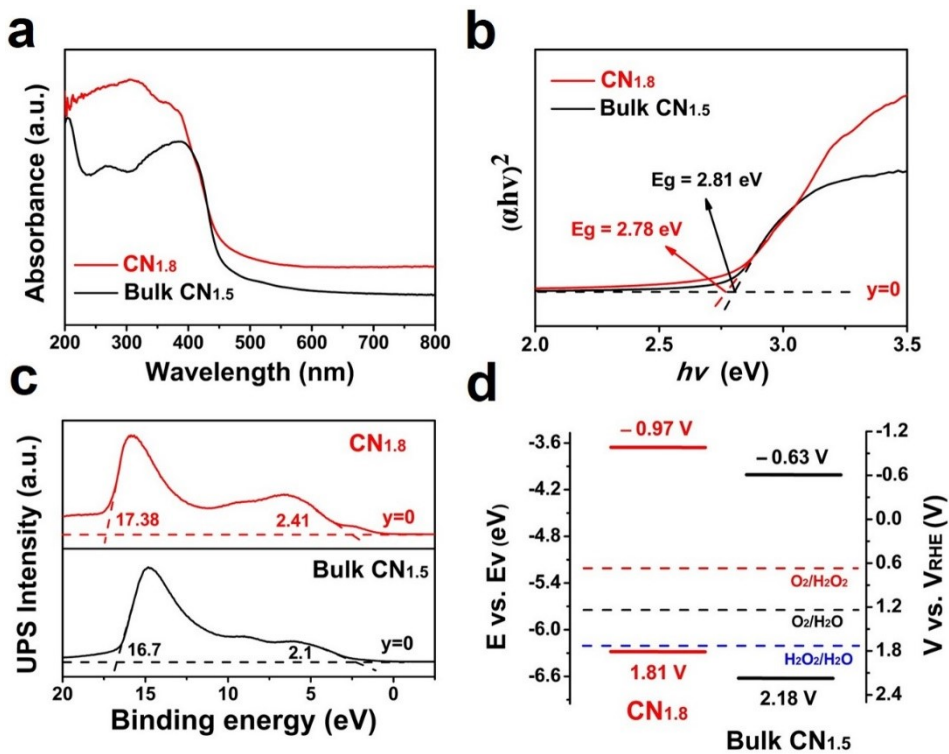 a
Absorbance (a.u.)
CN1.8
Bulk CN1.5
200 300 400 500 600 700 800
Wavelength (nm)
b
(αhv)²
CN1.8
Bulk CN1.5
Eg = 2.81 eV
Eg = 2.78 eV
y=0
2.0 2.5 3.0 3.5
hv (eV)
c
UPS Intensity (a.u.)
CN1.8
17.38 2.41 y=0
Bulk CN1.5
16.7 2.1 y=0
20 15 10 5 0
Binding energy (eV)
d
E vs. Ev (eV)
-3.6
-4.2
-4.8
-5.4
-6.0
-6.6
– 0.97 V
– 0.63 V
O2/H2O2
O2/H2O
H2O2/H2O
1.81 V
2.18 V
CN1.8
Bulk CN1.5
-1.2
-0.6
0.0
0.6
1.2
1.8
2.4
V vs. VRHE (V)